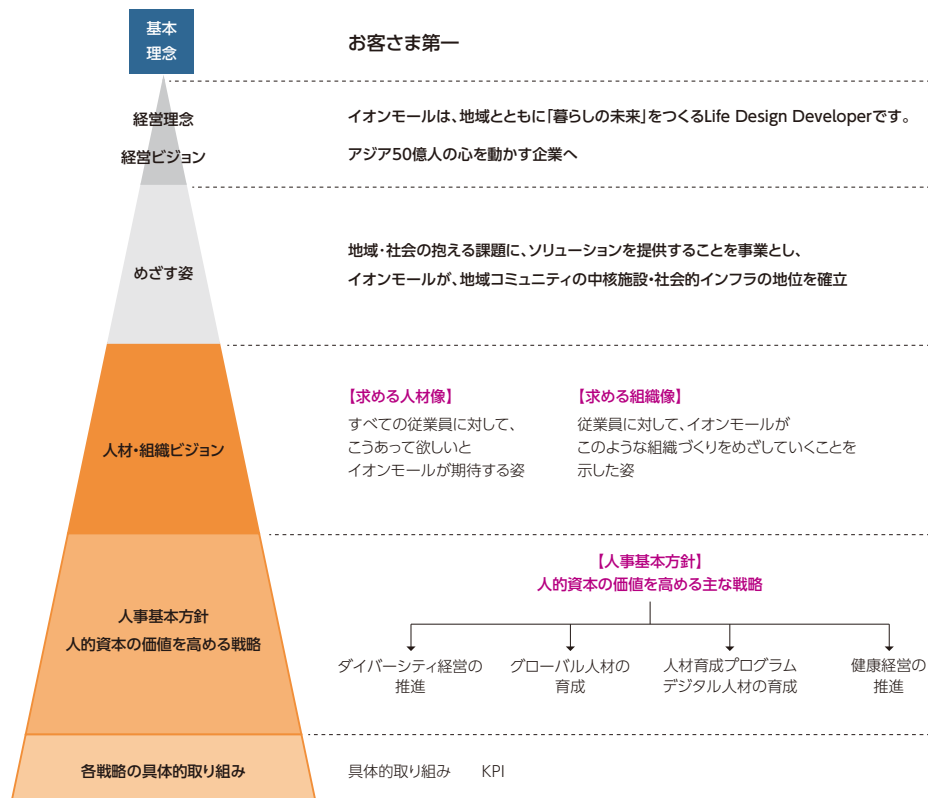 基本
理念
お客さま第一
経営理念
イオンモールは、地域とともに「暮らしの未来」をつくるLife Design Developerです。
経営ビジョン
アジア50億人の心を動かす企業へ
めざす姿
地域・社会の抱える課題に、ソリューションを提供することを事業とし、
イオンモールが、地域コミュニティの中核施設・社会的インフラの地位を確立
人材・組織ビジョン
【求める人材像】
すべての従業員に対して、
こうあって欲しいと
イオンモールが期待する姿
【求める組織像】
従業員に対して、イオンモールが
このような組織づくりをめざしていくことを
示した姿
人事基本方針
人的資本の価値を高める戦略
【人事基本方針】
人的資本の価値を高める主な戦略
ダイバーシティ経営の
推進
グローバル人材の
育成
人材育成プログラム
デジタル人材の育成
健康経営の
推進
各戦略の具体的取り組み
具体的取り組み KPI